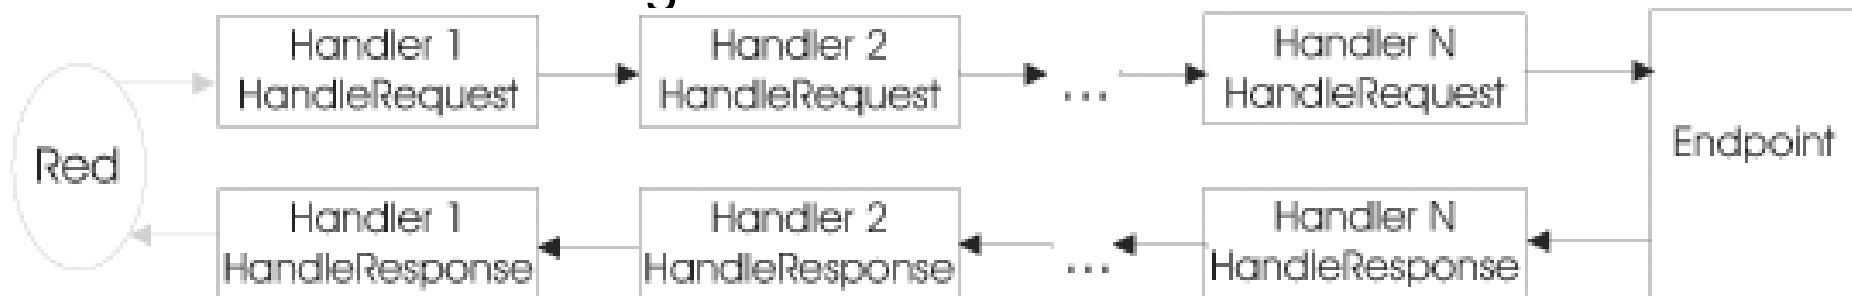 Handler 1
HandleRequest
Handler 2
HandleRequest
...
Handler N
HandleRequest
Endpoint
Red
Handler 1
HandleResponse
Handler 2
HandleResponse
...
Handler N
HandleResponse